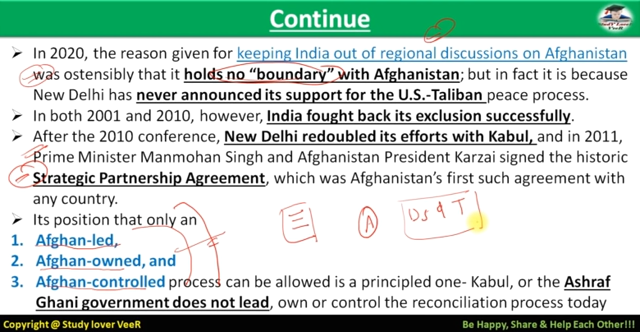 Continue
• In 2020, the reason given for keeping India out of regional discussions on Afghanistan
was ostensibly that it holds no "boundary" with Afghanistan; but in fact it is because
New Delhi has never announced its support for the U.S.-Taliban peace process.
• In both 2001 and 2010, however, India fought back its exclusion successfully.
• After the 2010 conference, New Delhi redoubled its efforts with Kabul, and in 2011,
Prime Minister Manmohan Singh and Afghanistan President Karzai signed the historic
Strategic Partnership Agreement, which was Afghanistan's first such agreement with
any country.
• Its position that only an
1. Afghan-led,
2. Afghan-owned, and
A
Us & T
3. Afghan-controlled process can be allowed is a principled one- Kabul, or the Ashraf
Ghani government does not lead, own or control the reconciliation process today
Copyright @ Study lover VeeR
Be Happy, Share & Help Each Other!!!